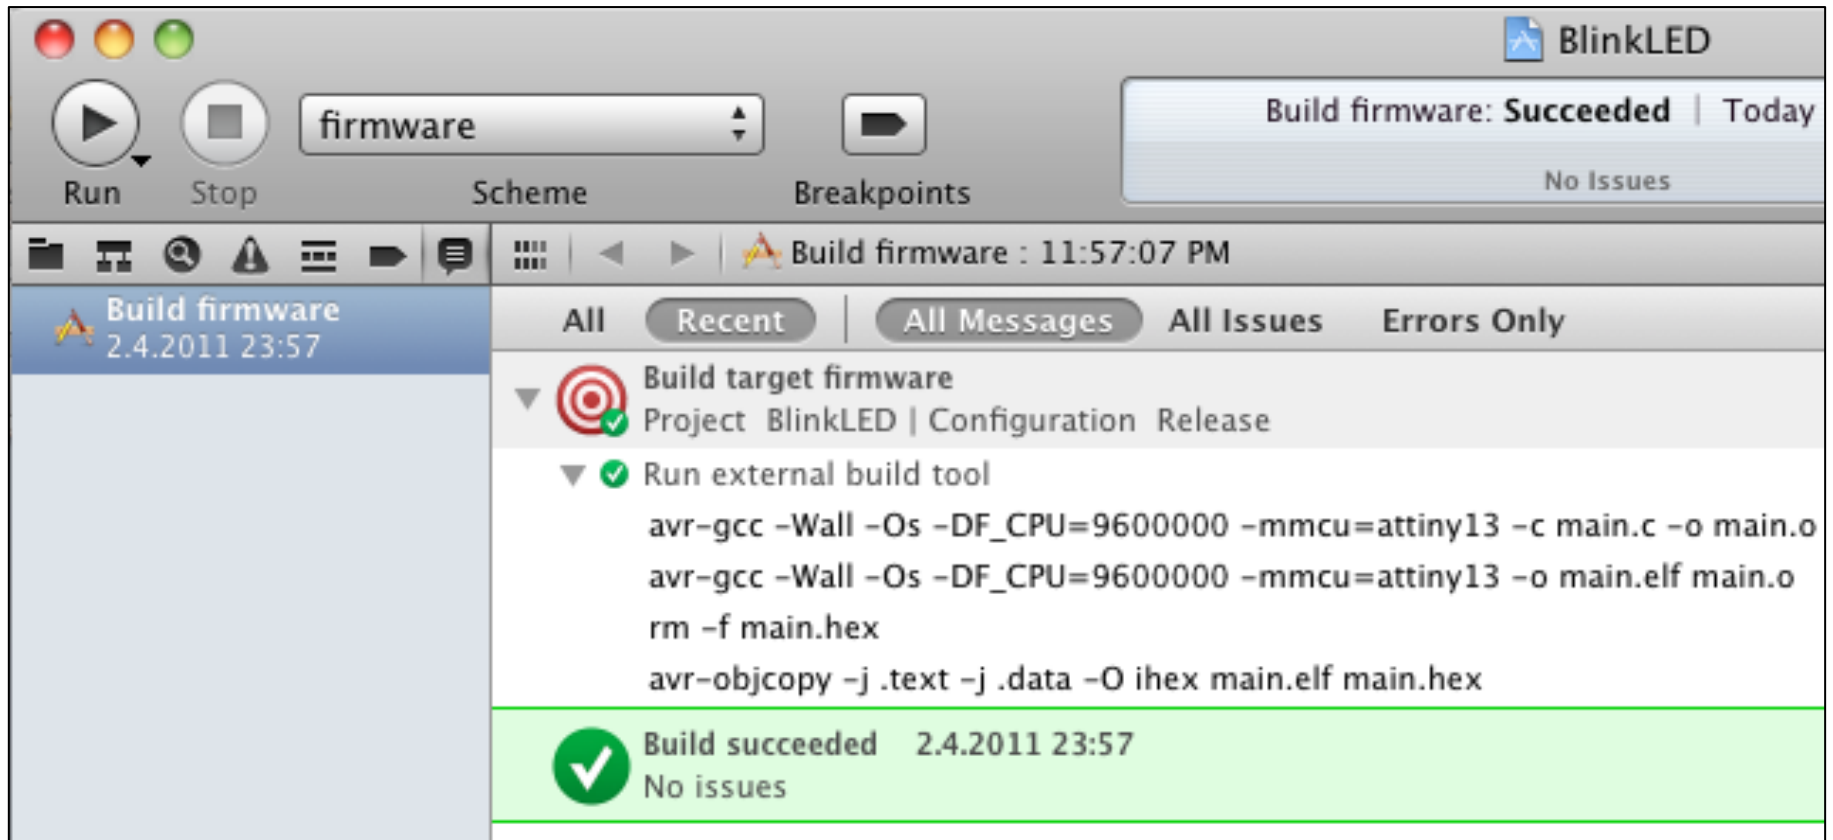 BlinkLED
firmware
Build firmware: Succeeded | Today
No Issues
Run Stop Scheme Breakpoints
Build firmware : 11:57:07 PM
Build firmware
2.4.2011 23:57
All Recent All Messages All Issues Errors Only
Build target firmware
Project BlinkLED | Configuration Release
Run external build tool
avr-gcc -Wall -Os -DF_CPU=9600000 -mmcu=attiny13 -c main.c -o main.o
avr-gcc -Wall -Os -DF_CPU=9600000 -mmcu=attiny13 -o main.elf main.o
rm -f main.hex
avr-objcopy -j .text -j .data -O ihex main.elf main.hex
Build succeeded 2.4.2011 23:57
No issues